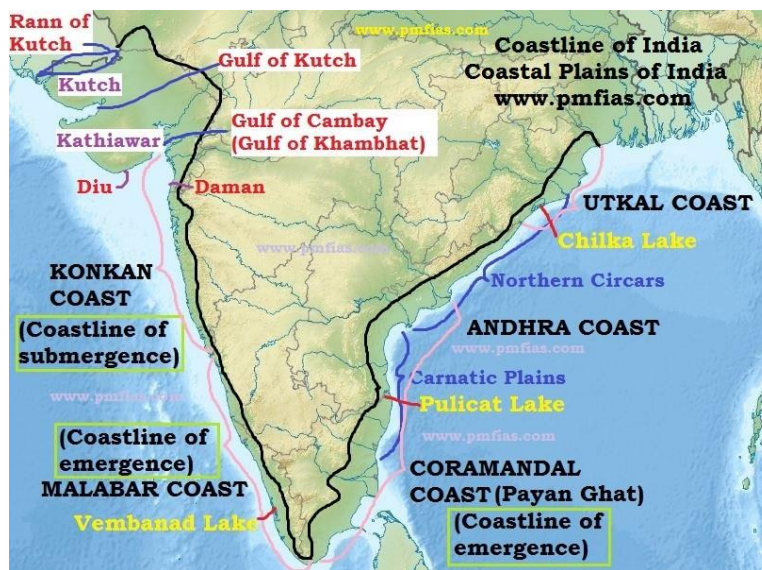 Rann of
Kutch
www.pmfias.com
Coastline of India
Coastal Plains of India
www.pmfias.com
Gulf of Kutch
Kutch
Gulf of Cambay
(Gulf of Khambhat)
Kathiawar
Diu
Daman
UTKAL COAST
Chilka Lake
www.pmfias.com
KONKAN
COAST
(Coastline of
submergence)
Northern Circars
ANDHRA COAST
www.pmfias.com
Carnatic Plains
www.pmfias.com
Pulicat Lake
www.pmfias.com
(Coastline of
emergence)
MALABAR COAST
Vembanad Lake
CORAMANDAL
COAST (Payan Ghat)
(Coastline of
emergence)